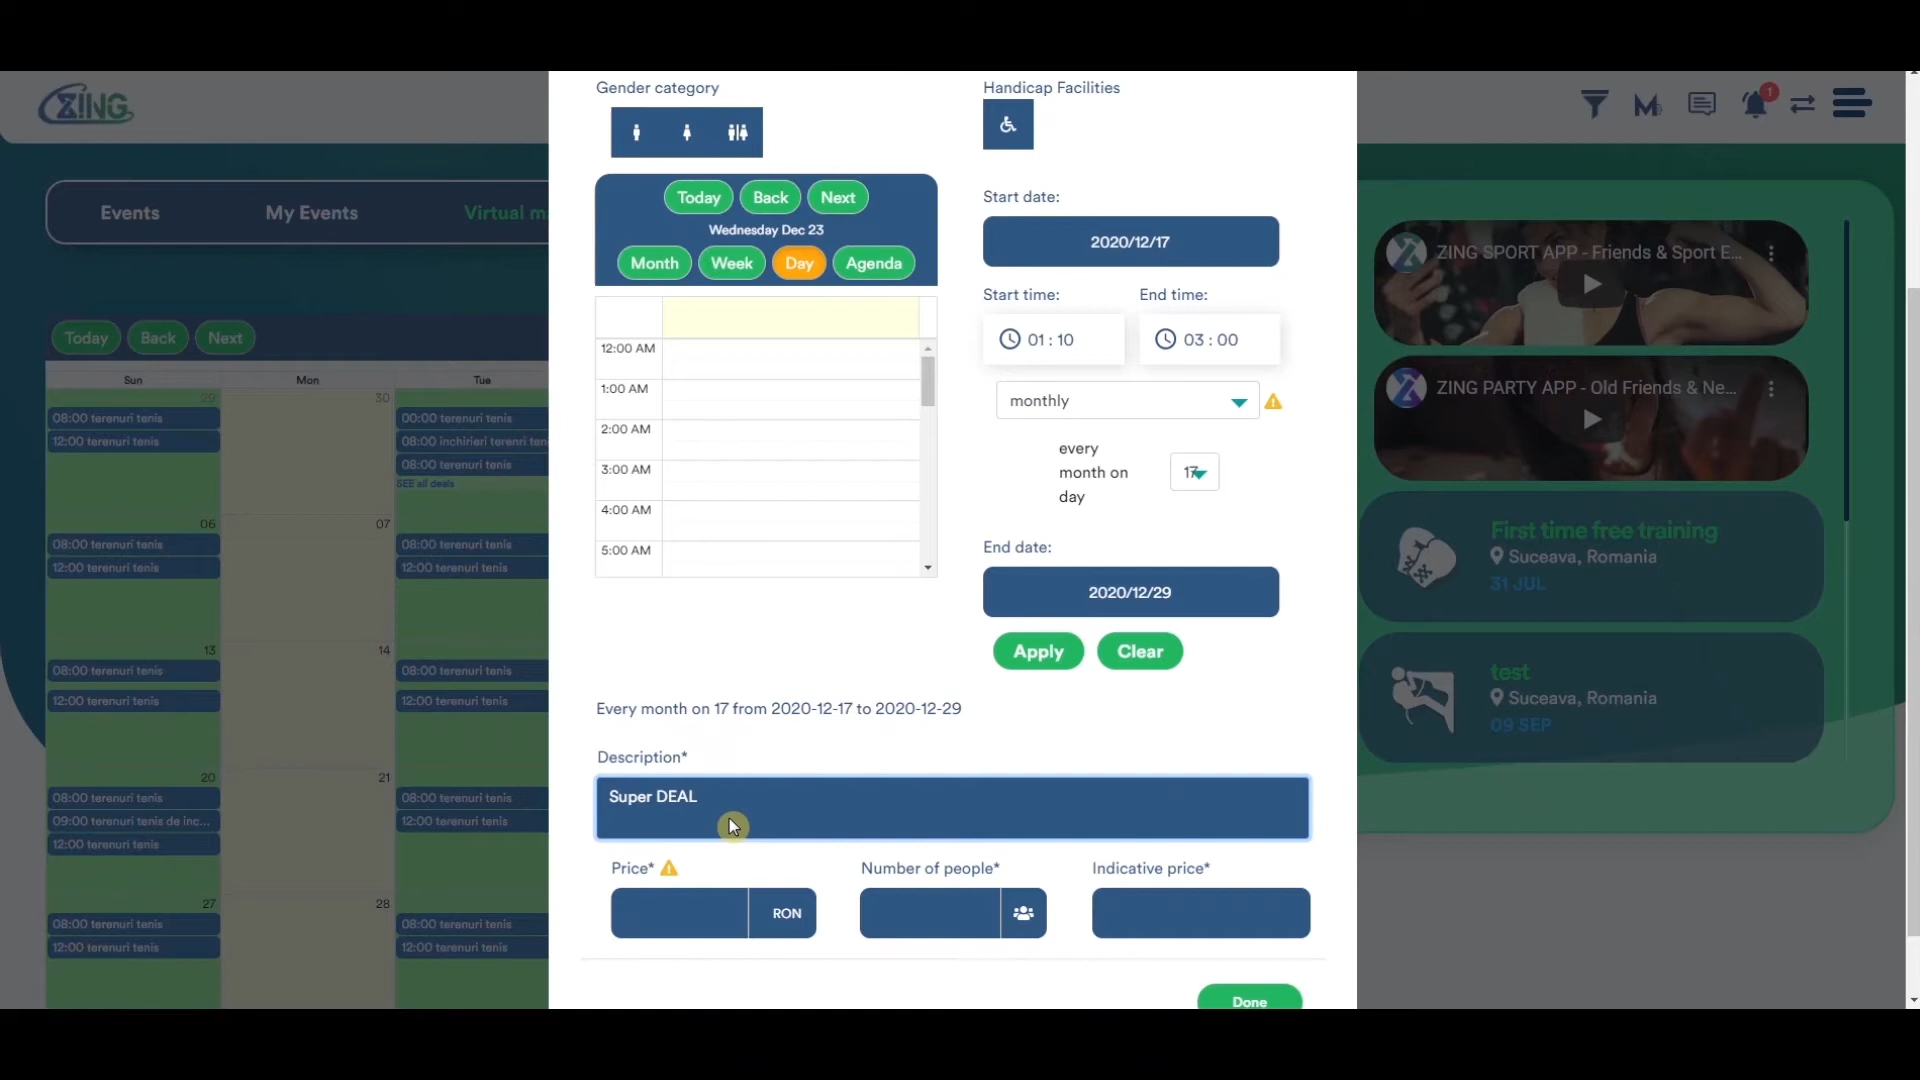 ZING
1
Events
My Events
Virtual ma
Today
Back
Next
Sun
Mon
Tue
29
30
08:00 terenuri tenis
00:00 terenuri tenis
12:00 terenuri tenis
08:00 inchirieri terenri ten
08:00 terenuri tenis
SEE all deals
06
07
08:00 terenuri tenis
08:00 terenuri tenis
12:00 terenuri tenis
12:00 terenuri tenis
13
14
08:00 terenuri tenis
08:00 terenuri tenis
12:00 terenuri tenis
12:00 terenuri tenis
20
21
08:00 terenuri tenis
08:00 terenuri tenis
09:00 terenuri tenis de inc...
12:00 terenuri tenis
12:00 terenuri tenis
27
28
08:00 terenuri tenis
08:00 terenuri tenis
12:00 terenuri tenis
12:00 terenuri tenis
Gender category
Handicap Facilities
Today
Back
Next
Wednesday Dec 23
Month
Week
Day
Agenda
12:00 AM
1:00 AM
2:00 AM
3:00 AM
4:00 AM
5:00 AM
Start date:
2020/12/17
Start time:
End time:
01 : 10
03 : 00
monthly
every
month on
day
17
End date:
2020/12/29
Apply
Clear
Every month on 17 from 2020-12-17 to 2020-12-29
Description*
Super DEAL
Price*
Number of people*
Indicative price*
RON
Done
ZING SPORT APP - Friends & Sport E...
ZING PARTY APP - Old Friends & Ne...
First time free training
Suceava, Romania
31 JUL
test
Suceava, Romania
09 SEP